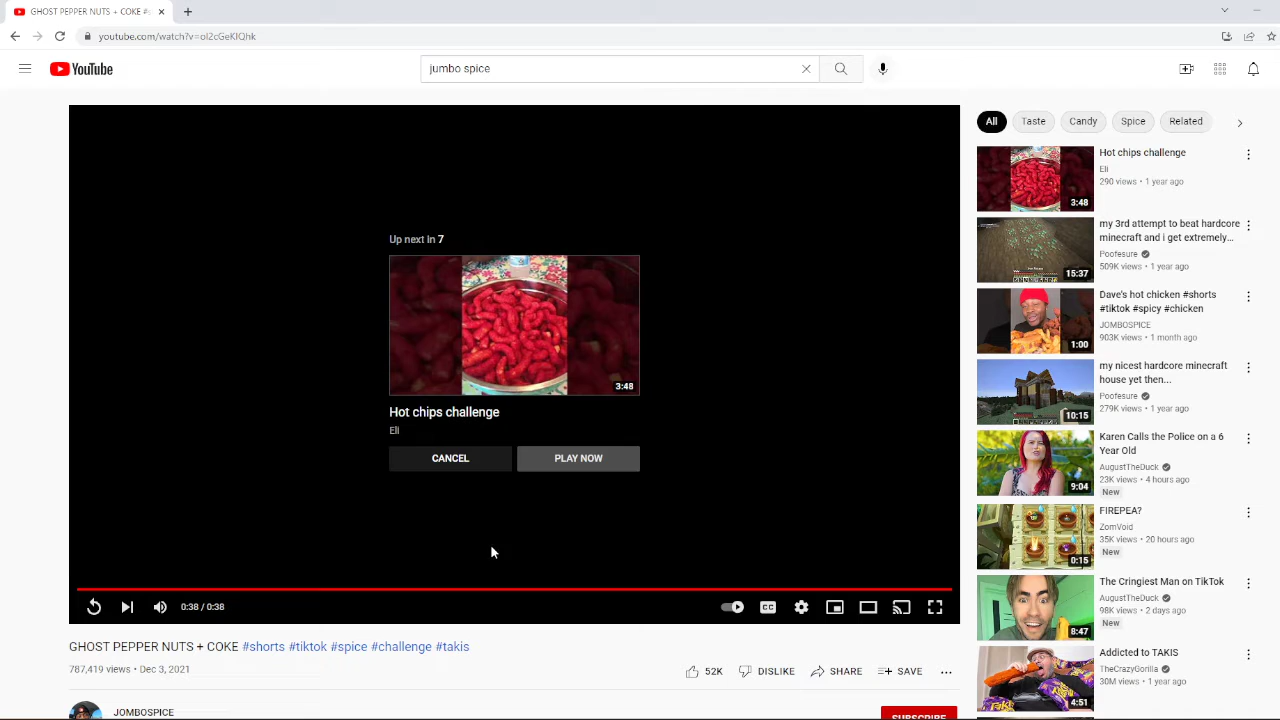 GHOST PEPPER NUTS + COKE #
youtube.com/watch?v=oI2cGeKIQhk
YouTube
jumbo spice
Up next in 7
3:48
Hot chips challenge
Eli
CANCEL
PLAY NOW
0:38 / 0:38
CC
GHOST PEPPER NUTS + COKE #shorts #tiktok #spice #challenge #takis
787,419 views • Dec 3, 2021
52K
DISLIKE
SHARE
SAVE
JOMBOSPICE
SUBSCRIBE
All
Taste
Candy
Spice
Related
3:48
Hot chips challenge
Eli
290 views • 1 year ago
15:37
my 3rd attempt to beat hardcore
minecraft and i get extremely...
Poofesure
509K views • 1 year ago
1:00
Dave's hot chicken #shorts
#tiktok #spicy #chicken
JOMBOSPICE
903K views • 1 month ago
10:15
my nicest hardcore minecraft
house yet then...
Poofesure
279K views • 1 year ago
9:04
Karen Calls the Police on a 6
Year Old
AugustTheDuck
23K views • 4 hours ago
New
0:15
FIREPEA?
ZomVoid
35K views • 20 hours ago
New
8:47
The Cringiest Man on TikTok
AugustTheDuck
98K views • 2 days ago
New
4:51
Addicted to TAKIS
TheCrazyGorilla
30M views • 1 year ago